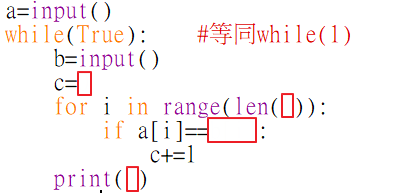 a=input()
while(True):    #等同while(1)
    b=input()
    c=
    for i in range(len()):
        if a[i]==:
            c+=1
    print()